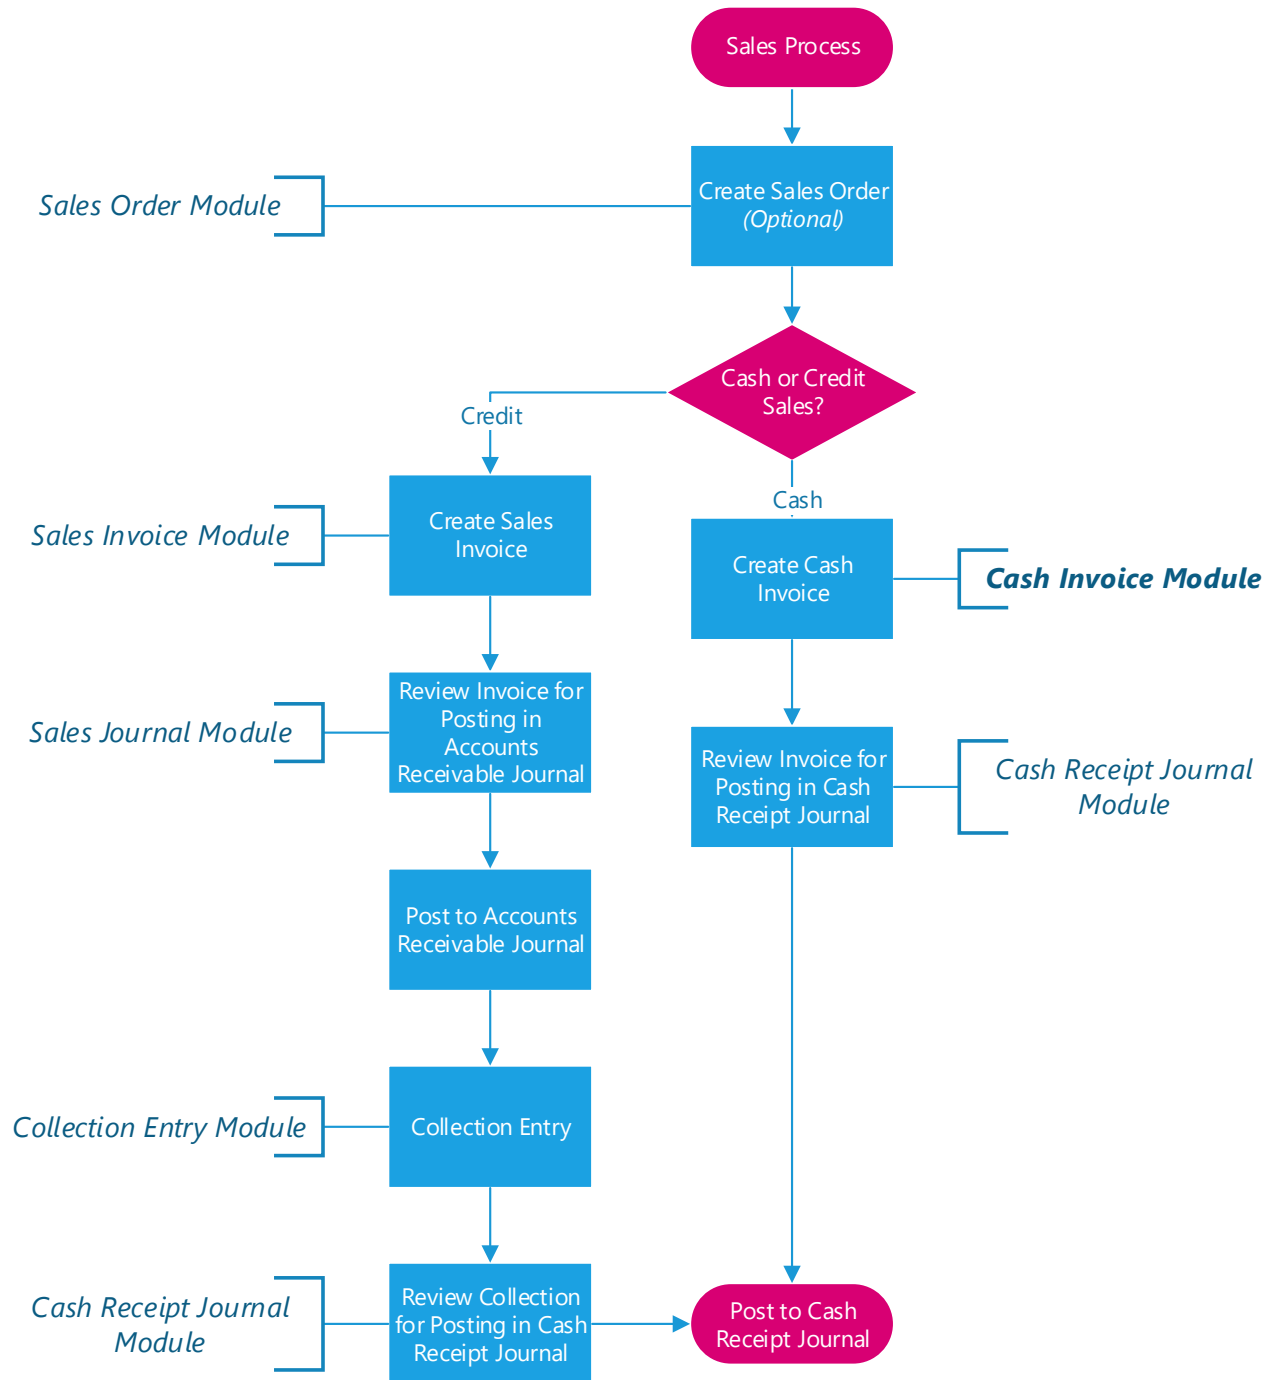 Sales Process
Sales Order Module
Create Sales Order
(Optional)
Cash or Credit
Sales?
Credit
Cash
Sales Invoice Module
Create Sales
Invoice
Create Cash
Invoice
Cash Invoice Module
Sales Journal Module
Review Invoice for
Posting in
Accounts
Receivable Journal
Review Invoice for
Posting in Cash
Receipt Journal
Cash Receipt Journal
Module
Post to Accounts
Receivable Journal
Collection Entry Module
Collection Entry
Cash Receipt Journal
Module
Review Collection
for Posting in Cash
Receipt Journal
Post to Cash
Receipt Journal